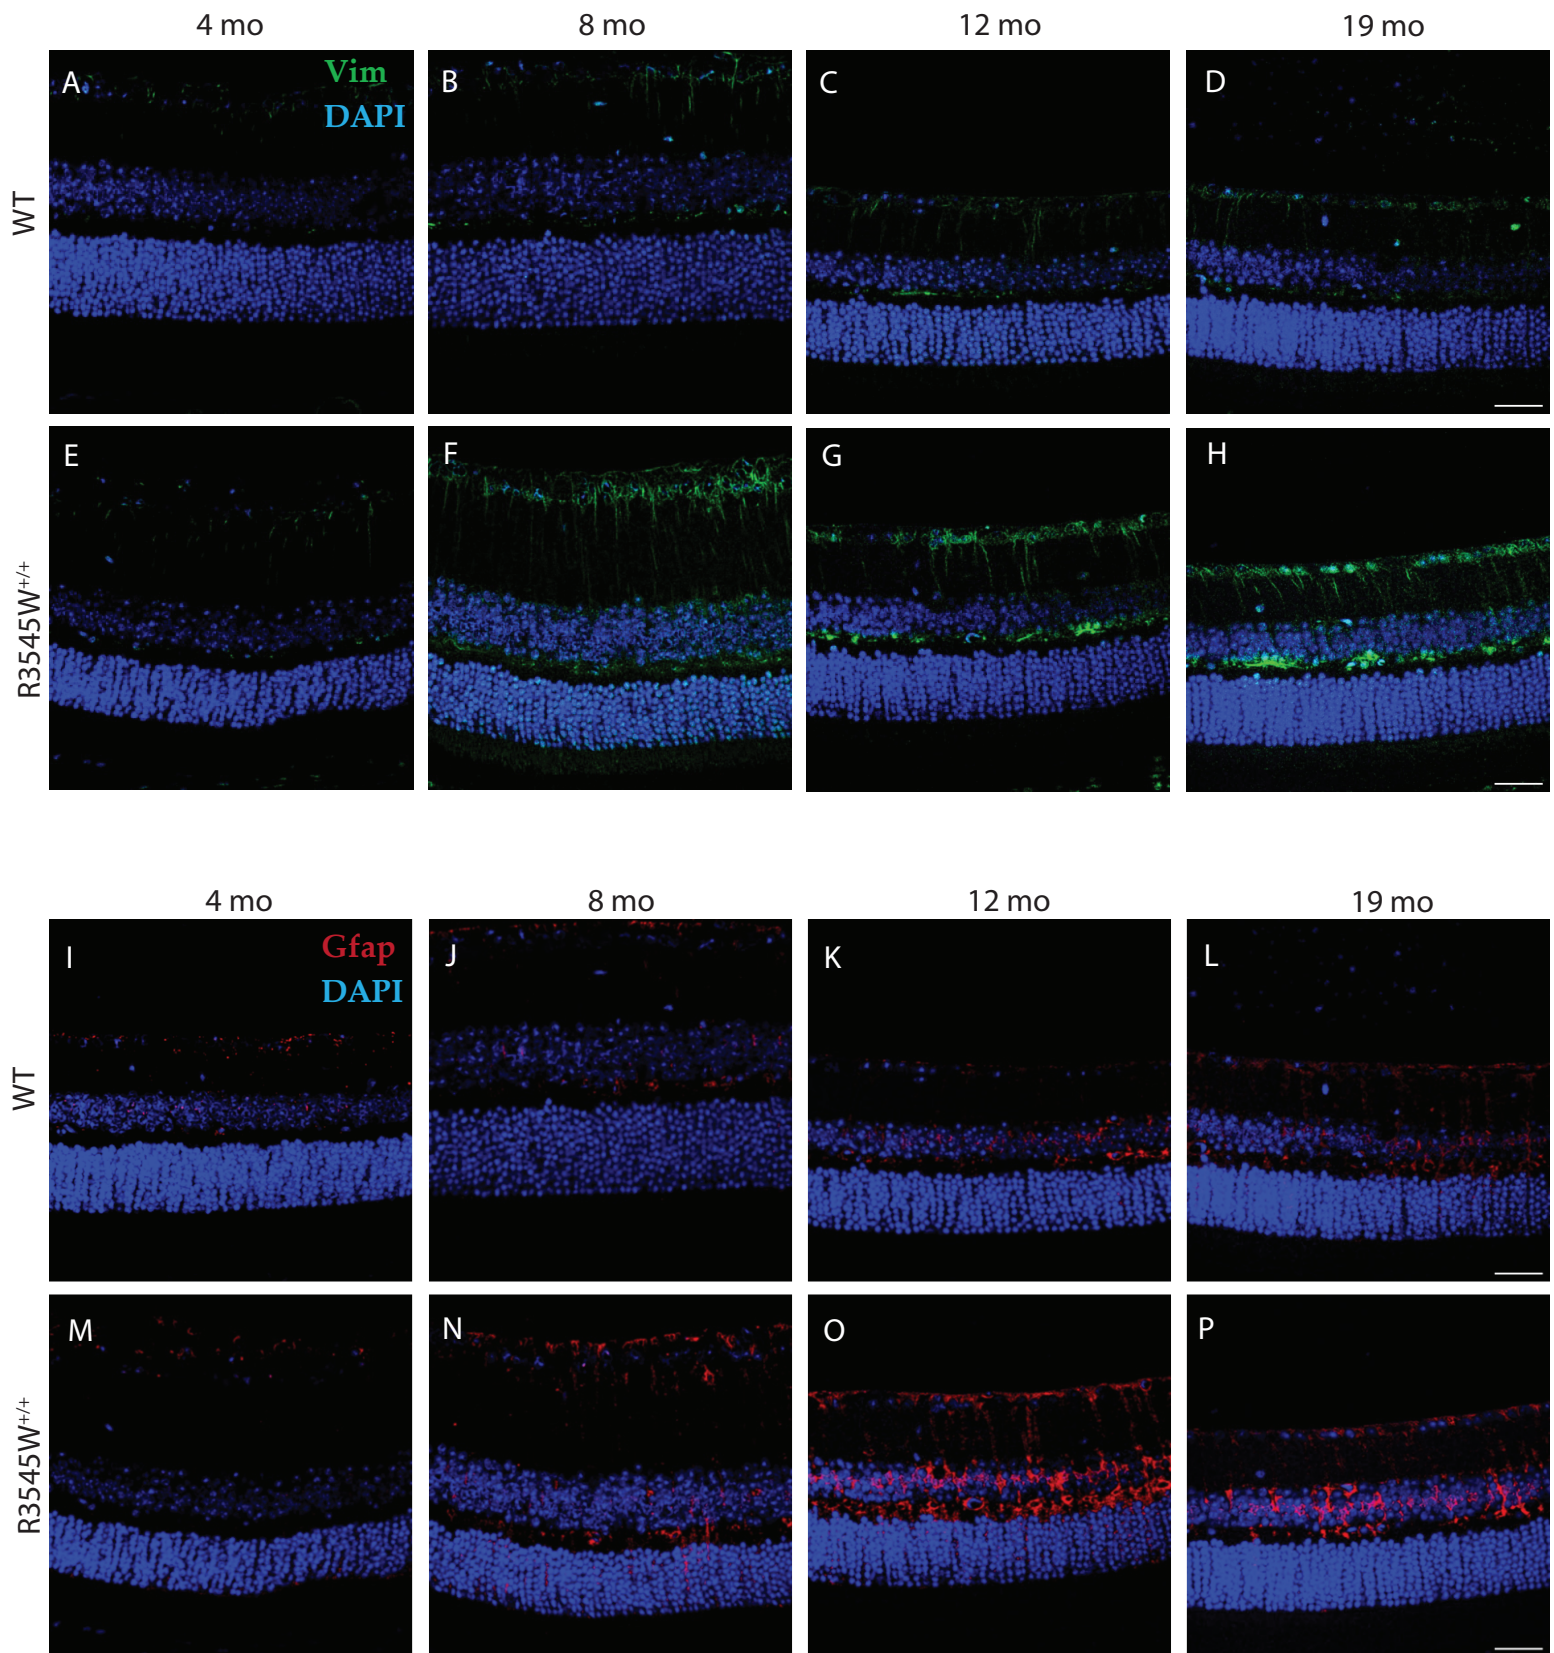 4 mo 8 mo 12 mo 19 mo
A Vim B C D
DAPI
WT
E F G H
R3545W+/+
4 mo 8 mo 12 mo 19 mo
I Gfap J K L
DAPI
WT
M N O P
R3545W+/+